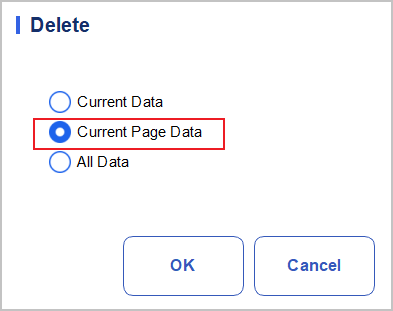 Delete
Current Data
Current Page Data
All Data
OK
Cancel